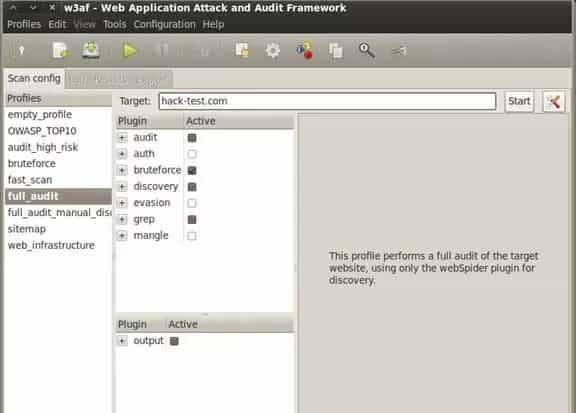 w3af - Web Application Attack and Audit Framework
Profiles Edit View Tools Configuration Help
Scan config
Profiles
empty_profile
OWASP_TOP10
audit_high_risk
bruteforce
fast_scan
full_audit
full_audit_manual_disc
sitemap
web_infrastructure
Target: hack-test.com Start
Plugin Active
audit
auth
bruteforce
discovery
evasion
grep
mangle
Plugin Active
output
This profile performs a full audit of the target
website, using only the webSpider plugin for
discovery.